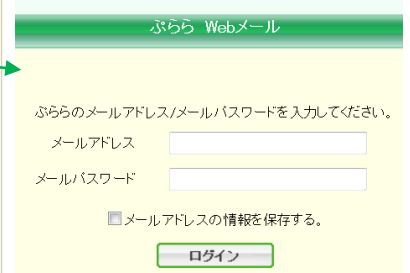 ぷらら Webメール
ぷららのメールアドレス/メールパスワードを入力してください。
メールアドレス
メールパスワード
メールアドレスの情報を保存する。
ログイン